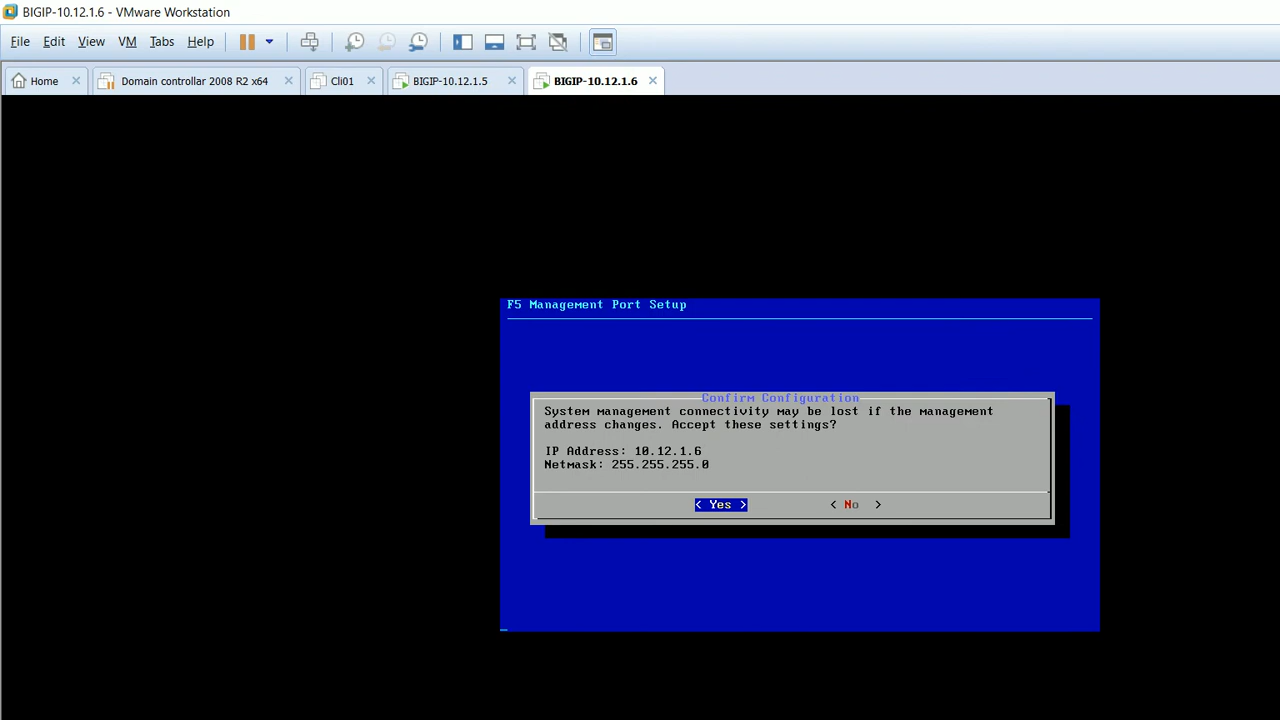 BIGIP-10.12.1.6 - VMware Workstation
File Edit View VM Tabs Help
Home Domain controllar 2008 R2 x64 Cli01 BIGIP-10.12.1.5 BIGIP-10.12.1.6
F5 Management Port Setup
Confirm Configuration
System management connectivity may be lost if the management
address changes. Accept these settings?
IP Address: 10.12.1.6
Netmask: 255.255.255.0
< Yes > < No >